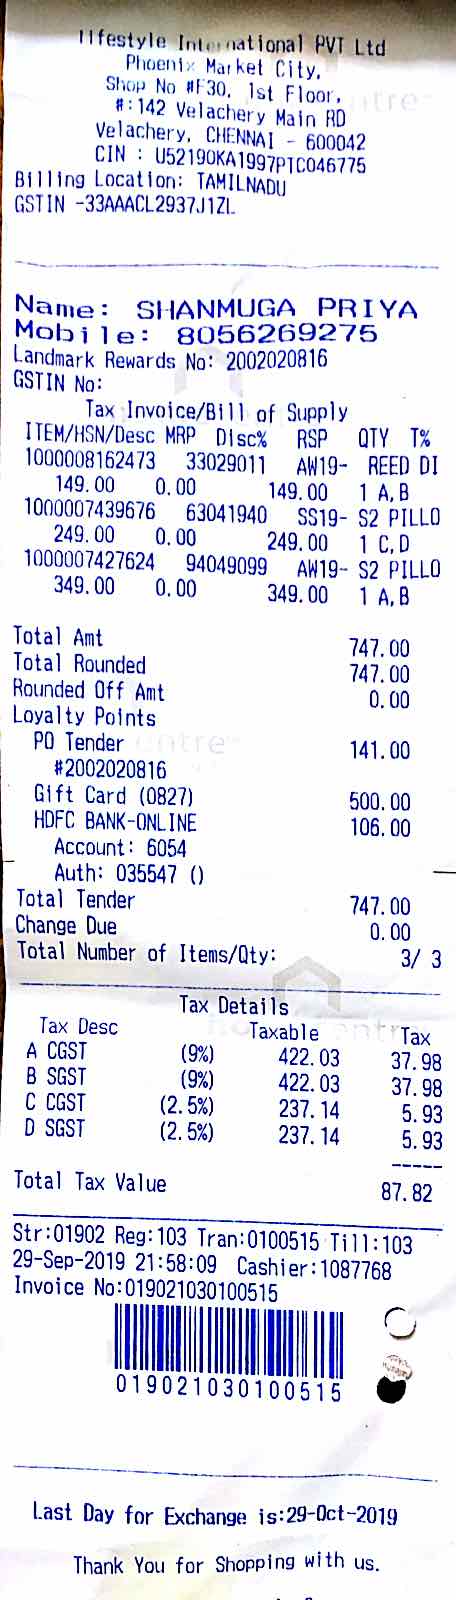 lifestyle International PVT Ltd
Phoenix Market City,
Shop No #F30, 1st Floor,
#:142 Velachery Main RD
Velachery, CHENNAI - 600042
CIN : U52190KA1997PTC046775
Billing Location: TAMILNADU
GSTIN -33AAACL2937J1ZL
Name: SHANMUGA PRIYA
Mobile: 8056269275
Landmark Rewards No: 2002020816
GSTIN No:
Tax Invoice/Bill of Supply
ITEM/HSN/Desc MRP Disc% RSP QTY T%
1000008162473 33029011 AW19- REED DI
149.00 0.00 149.00 1 A,B
1000007439676 63041940 SS19- S2 PILLO
249.00 0.00 249.00 1 C,D
1000007427624 94049099 AW19- S2 PILLO
349.00 0.00 349.00 1 A,B
Total Amt 747.00
Total Rounded 747.00
Rounded Off Amt 0.00
Loyalty Points
PO Tender 141.00
#2002020816
Gift Card (0827) 500.00
HDFC BANK-ONLINE 106.00
Account: 6054
Auth: 035547 ()
Total Tender 747.00
Change Due 0.00
Total Number of Items/Qty: 3/ 3
Tax Details
Tax Desc Taxable Tax
A CGST (9%) 422.03 37.98
B SGST (9%) 422.03 37.98
C CGST (2.5%) 237.14 5.93
D SGST (2.5%) 237.14 5.93
-----
Total Tax Value 87.82
Str:01902 Reg:103 Tran:0100515 Till:103
29-Sep-2019 21:58:09 Cashier:1087768
Invoice No:019021030100515
019021030100515
Last Day for Exchange is:29-Oct-2019
Thank You for Shopping with us.